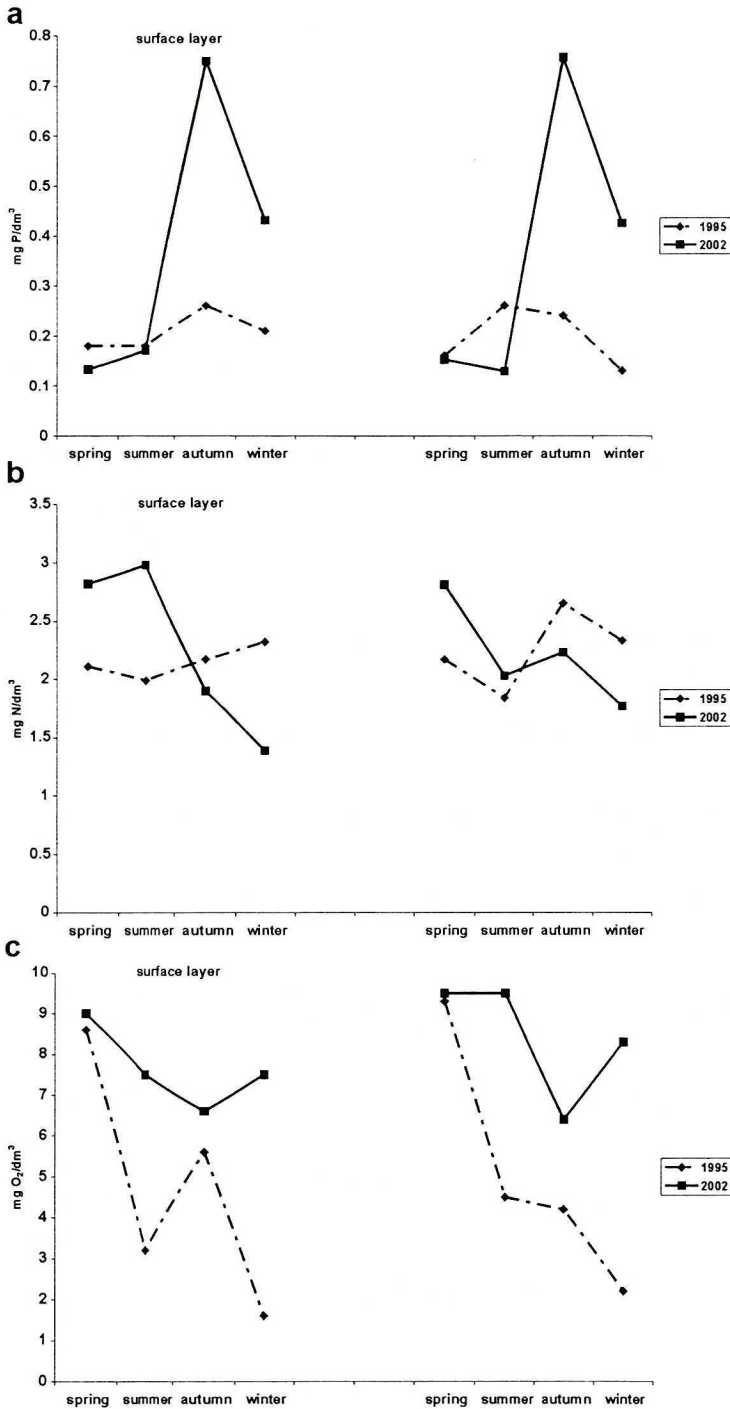 a
surface layer
0.8
0.7
0.6
0.5
0.4
0.3
0.2
0.1
0
mg P/dm³
spring summer autumn winter spring summer autumn winter
1995
2002
b
surface layer
3.5
3
2.5
2
1.5
1
0.5
0
mg N/dm³
spring summer autumn winter spring summer autumn winter
1995
2002
c
surface layer
10
9
8
7
6
5
4
3
2
1
0
mg O₂/dm³
spring summer autumn winter spring summer autumn winter
1995
2002